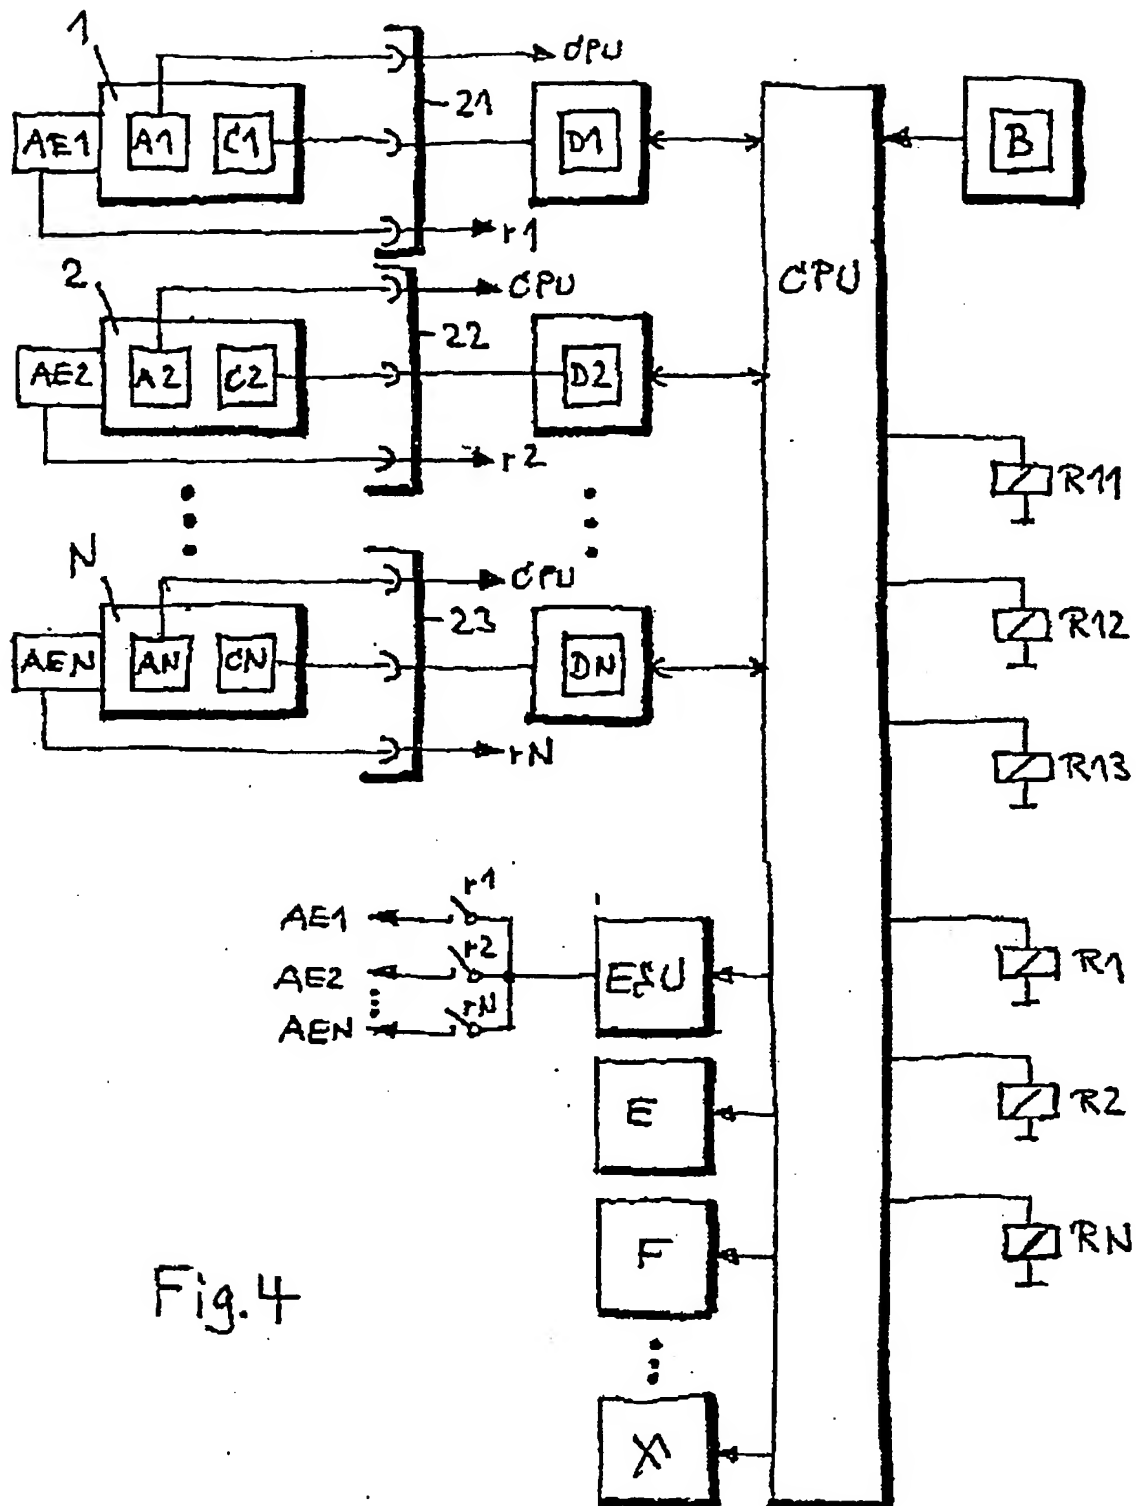 1
CPU
21
AE1
A1
C1
D1
B
r1
CPU
2
CPU
22
AE2
A2
C2
D2
r2
R11
N
CPU
23
R12
AEN
AN
CN
DN
rN
R13
r1
AE1
r2
E&U
R1
AE2
rN
AEN
E
R2
F
RN
Fig.4
X